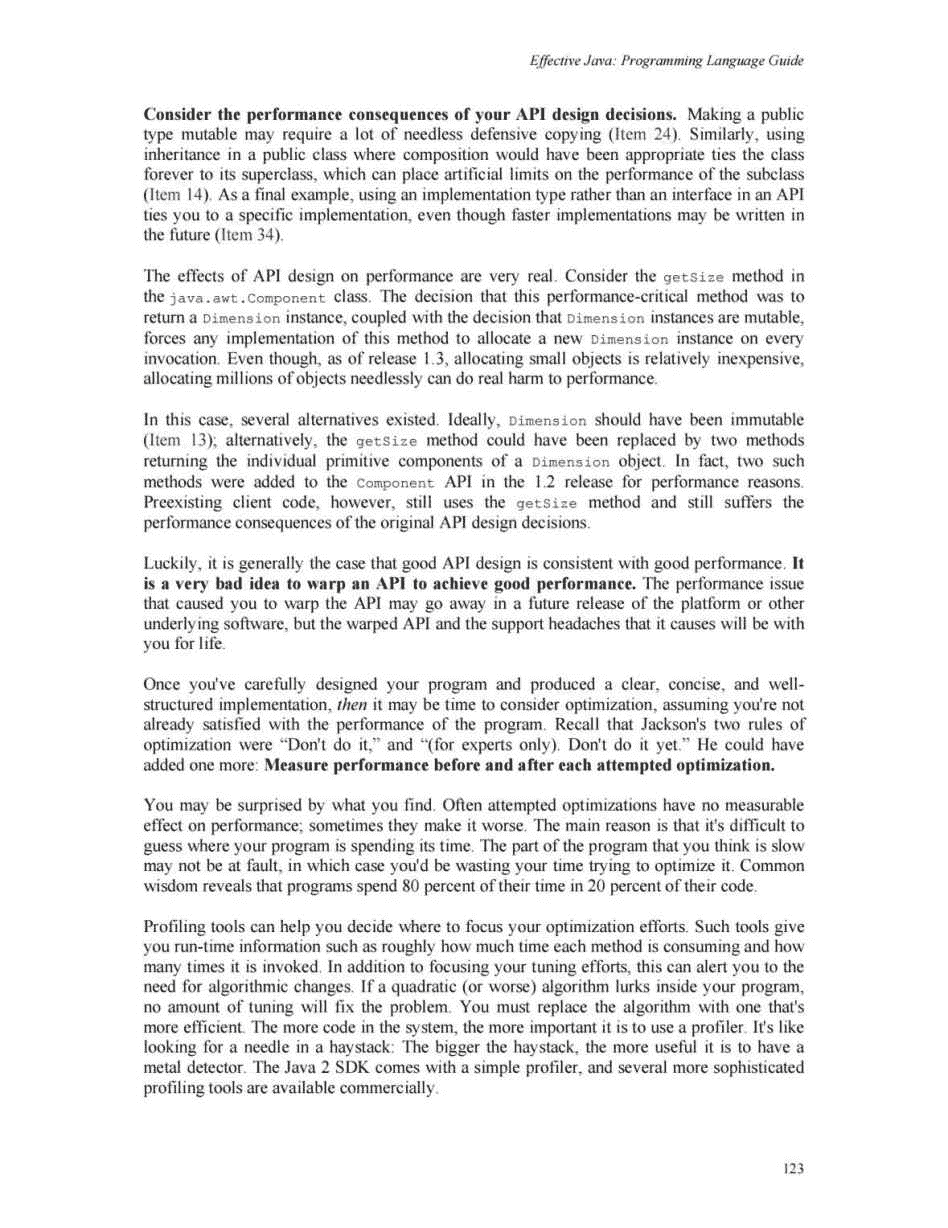 Effective Java: Programming Language Guide
Consider the performance consequences of your API design decisions. Making a public
type mutable may require a lot of needless defensive copying (Item 24). Similarly, using
inheritance in a public class where composition would have been appropriate ties the class
forever to its superclass, which can place artificial limits on the performance of the subclass
(Item 14). As a final example, using an implementation type rather than an interface in an API
ties you to a specific implementation, even though faster implementations may be written in
the future (Item 34).
The effects of API design on performance are very real. Consider the getSize method in
the java.awt.Component class. The decision that this performance-critical method was to
return a Dimension instance, coupled with the decision that Dimension instances are mutable,
forces any implementation of this method to allocate a new Dimension instance on every
invocation. Even though, as of release 1.3, allocating small objects is relatively inexpensive,
allocating millions of objects needlessly can do real harm to performance.
In this case, several alternatives existed. Ideally, Dimension should have been immutable
(Item 13); alternatively, the getSize method could have been replaced by two methods
returning the individual primitive components of a Dimension object. In fact, two such
methods were added to the Component API in the 1.2 release for performance reasons.
Preexisting client code, however, still uses the getSize method and still suffers the
performance consequences of the original API design decisions.
Luckily, it is generally the case that good API design is consistent with good performance. It
is a very bad idea to warp an API to achieve good performance. The performance issue
that caused you to warp the API may go away in a future release of the platform or other
underlying software, but the warped API and the support headaches that it causes will be with
you for life.
Once you've carefully designed your program and produced a clear, concise, and well-
structured implementation, then it may be time to consider optimization, assuming you're not
already satisfied with the performance of the program. Recall that Jackson's two rules of
optimization were “Don't do it,” and “(for experts only). Don't do it yet.” He could have
added one more: Measure performance before and after each attempted optimization.
You may be surprised by what you find. Often attempted optimizations have no measurable
effect on performance; sometimes they make it worse. The main reason is that it's difficult to
guess where your program is spending its time. The part of the program that you think is slow
may not be at fault, in which case you'd be wasting your time trying to optimize it. Common
wisdom reveals that programs spend 80 percent of their time in 20 percent of their code.
Profiling tools can help you decide where to focus your optimization efforts. Such tools give
you run-time information such as roughly how much time each method is consuming and how
many times it is invoked. In addition to focusing your tuning efforts, this can alert you to the
need for algorithmic changes. If a quadratic (or worse) algorithm lurks inside your program,
no amount of tuning will fix the problem. You must replace the algorithm with one that's
more efficient. The more code in the system, the more important it is to use a profiler. It's like
looking for a needle in a haystack: The bigger the haystack, the more useful it is to have a
metal detector. The Java 2 SDK comes with a simple profiler, and several more sophisticated
profiling tools are available commercially.
123